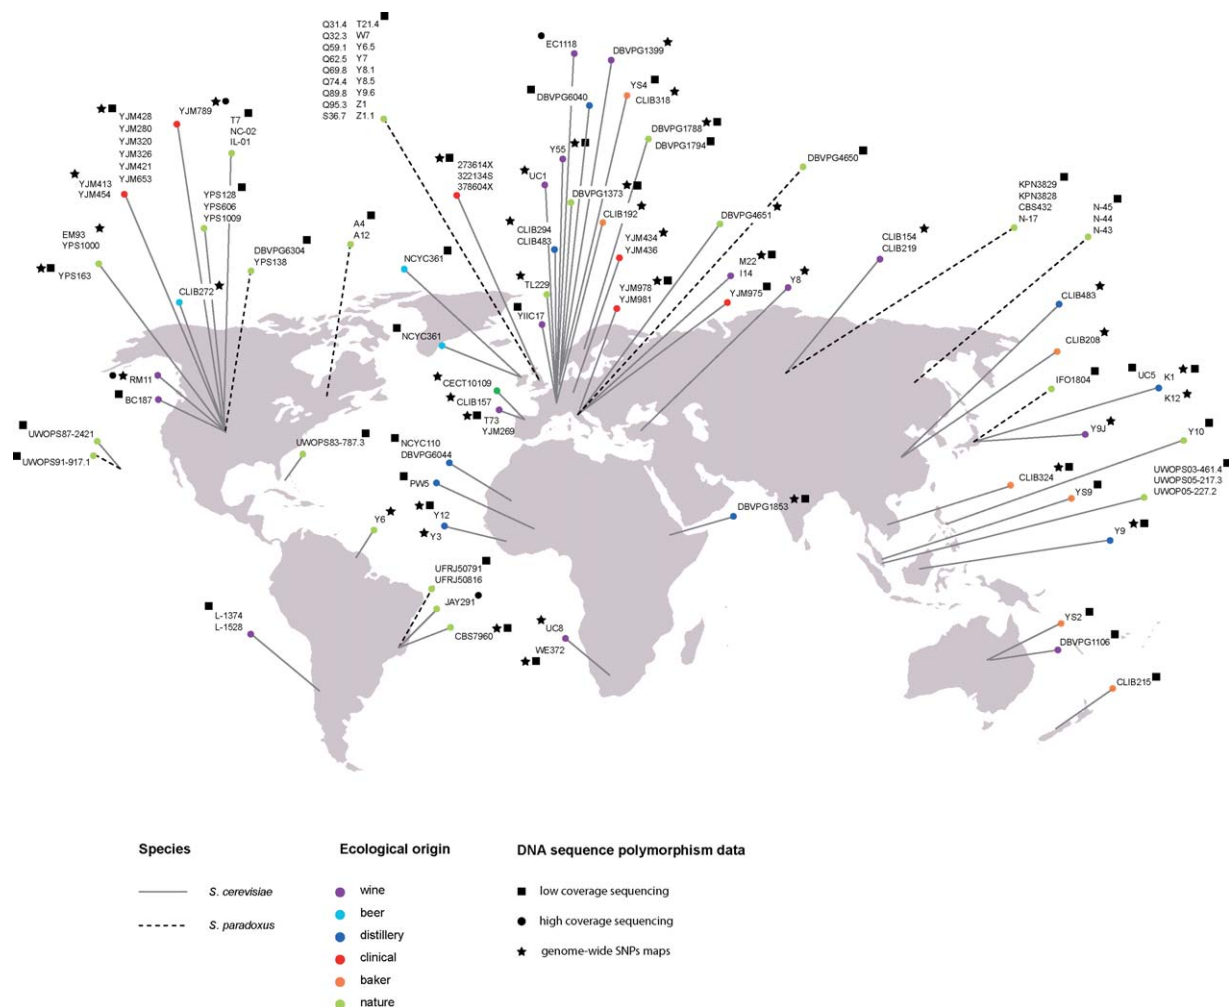 Q31.4 T21.4
Q32.3 W7
Q59.1 Y6.5
Q62.5 Y7
Q69.8 Y8.1
Q74.4 Y8.5
Q89.8 Y9.6
Q95.3 Z1
S36.7 Z1.1
EC1118
DBVPG1399
YS4
CLIB318
DBVPG6040
DBVPG1788
DBVPG1794
YJM428
YJM280
YJM320
YJM326
YJM421
YJM653
YJM413
YJM454
YJM789
T7
NC-02
IL-01
YPS128
YPS606
YPS1009
EM93
YPS1000
YPS163
CLIB272
DBVPG6304
YPS138
A4
A12
273614X
322134S
378604X
Y55
UC1
DBVPG1373
CLIB192
CLIB294
CLIB483
YJM434
YJM436
DBVPG4650
DBVPG4651
NCYC361
TL229
YIIC17
YJM978
YJM981
M22
I14
YJM975
Y8
CLIB154
CLIB219
KPN3829
KPN3828
CBS432
N-17
N-45
N-44
N-43
CLIB483
CLIB208
IFO1804
UC5
K1
K12
Y9J
Y10
NCYC361
CECT10109
CLIB157
T73
YJM269
RM11
BC187
UWOPS87-2421
UWOPS91-917.1
UWOPS83-787.3
NCYC110
DBVPG6044
PW5
Y12
Y3
Y6
DBVPG1853
CLIB324
YS9
UWOPS03-461.4
UWOPS05-217.3
UWOP05-227.2
Y9
UFRJ50791
UFRJ50816
JAY291
CBS7960
L-1374
L-1528
UC8
WE372
YS2
DBVPG1106
CLIB215
Species
S. cerevisiae
S. paradoxus
Ecological origin
wine
beer
distillery
clinical
baker
nature
DNA sequence polymorphism data
low coverage sequencing
high coverage sequencing
genome-wide SNPs maps